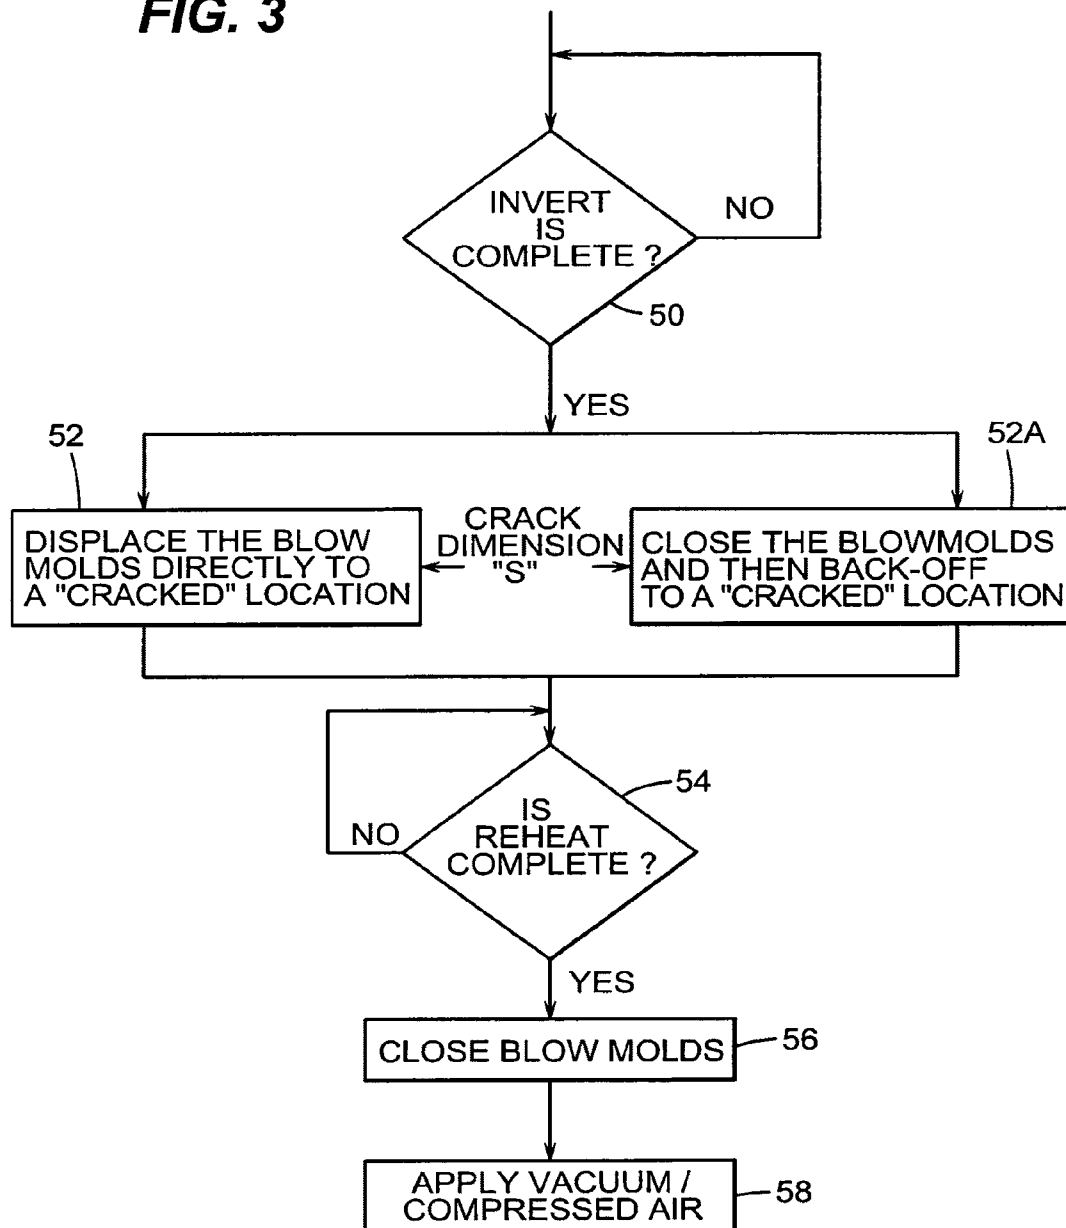 FIG. 3
INVERT
IS
COMPLETE ?
NO
50
YES
52
52A
DISPLACE THE BLOW
MOLDS DIRECTLY TO
A "CRACKED" LOCATION
CRACK
DIMENSION
"S"
CLOSE THE BLOWMOLDS
AND THEN BACK-OFF
TO A "CRACKED" LOCATION
54
IS
REHEAT
COMPLETE ?
NO
YES
CLOSE BLOW MOLDS
56
APPLY VACUUM /
COMPRESSED AIR
58